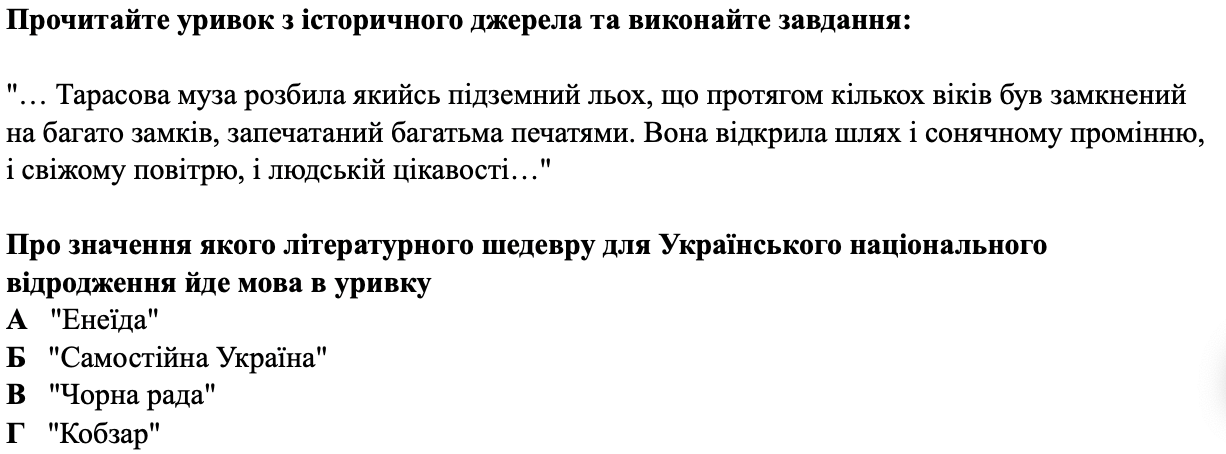 Прочитайте уривок з історичного джерела та виконайте завдання:
"… Тарасова муза розбила якийсь підземний льох, що протягом кількох віків був замкнений
на багато замків, запечатаний багатьма печатями. Вона відкрила шлях і сонячному промінню,
і свіжому повітрю, і людській цікавості…"
Про значення якого літературного шедевру для Українського національного
відродження йде мова в уривку
А "Енеїда"
Б "Самостійна Україна"
В "Чорна рада"
Г "Кобзар"